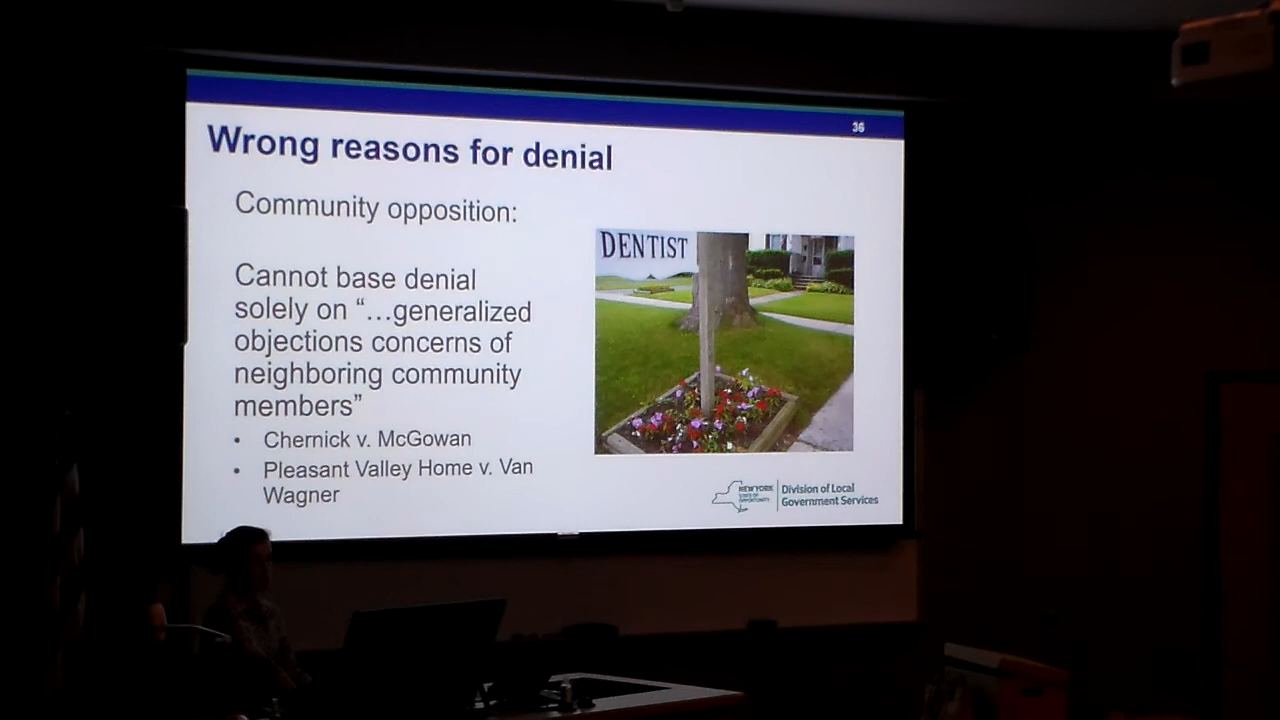 36
Wrong reasons for denial
Community opposition:
Cannot base denial
solely on “…generalized
objections concerns of
neighboring community
members”
• Chernick v. McGowan
• Pleasant Valley Home v. Van
Wagner
DENTIST
NEW YORK
STATE OF
OPPORTUNITY
Division of Local
Government Services